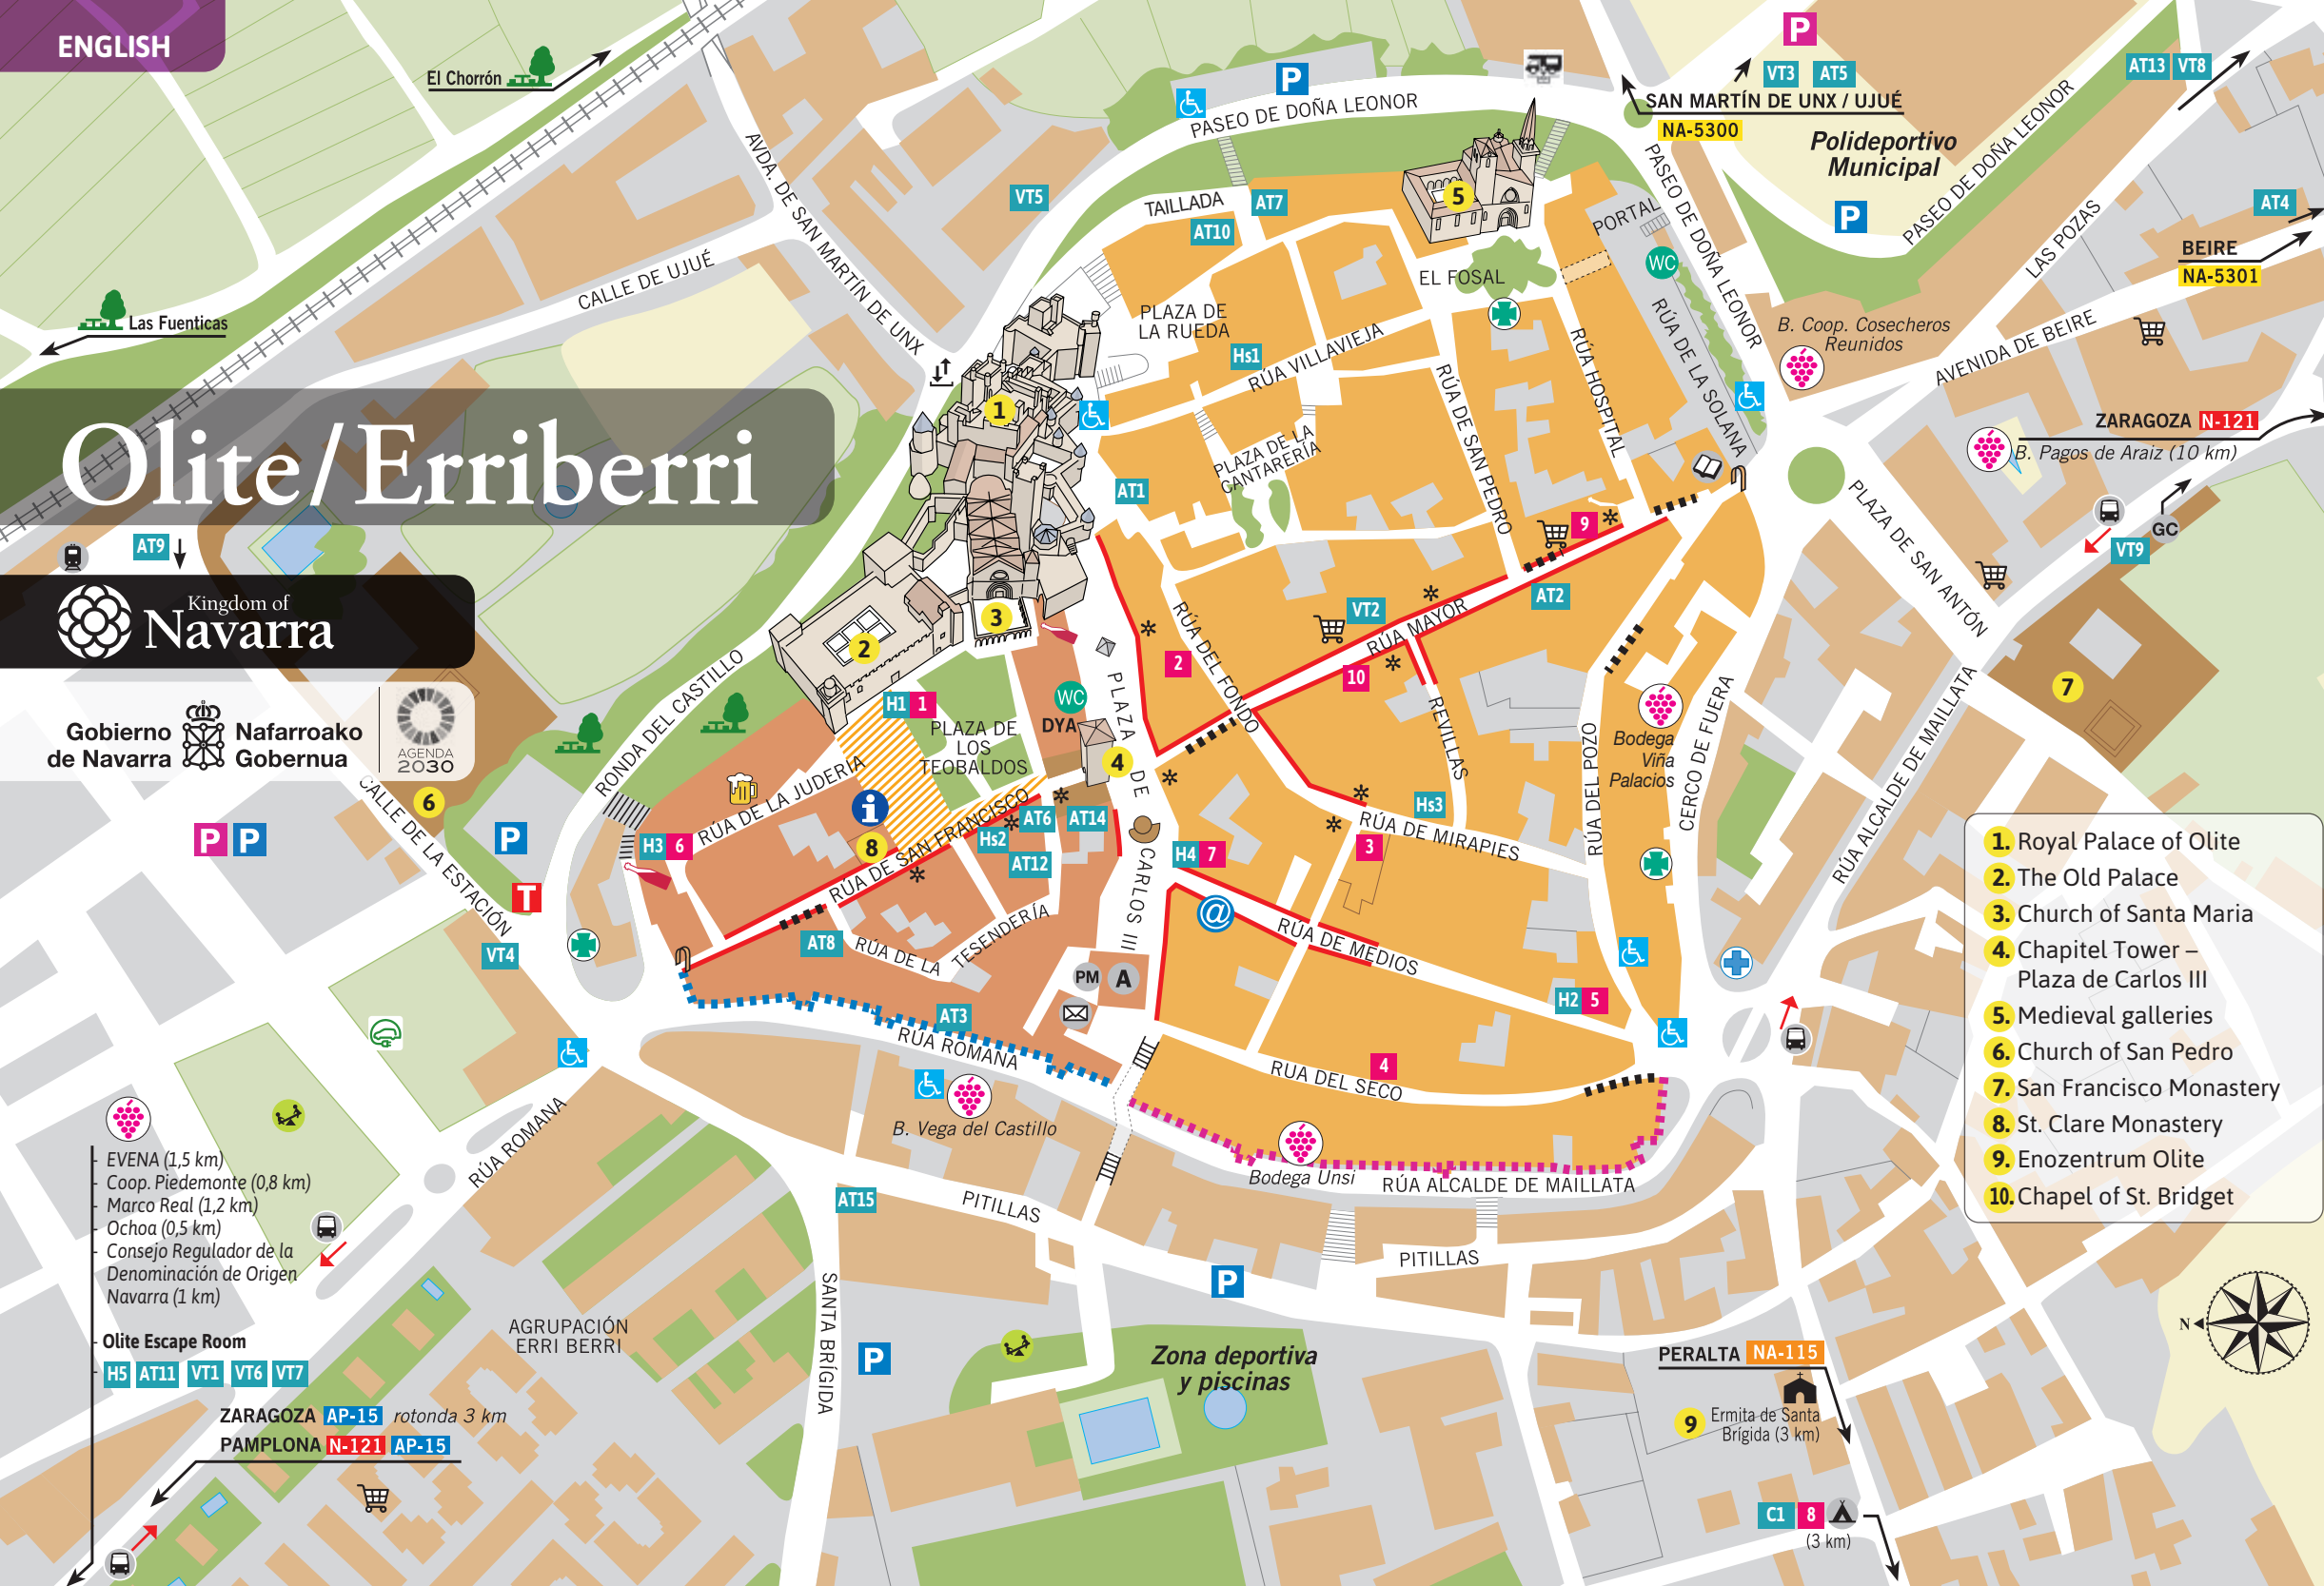 ENGLISH
El Chorrón
Las Fuenticas
Olite/Erriberri
AT9
Kingdom of
Navarra
Gobierno
de Navarra
Nafarroako
Gobernua
AGENDA
2030
AVDA. DE SAN MARTÍN DE UNX
CALLE DE UJUÉ
VT5
P
PASEO DE DOÑA LEONOR
TAILLADA
AT7
AT10
5
PORTAL
WC
P
VT3 AT5
SAN MARTÍN DE UNX / UJUÉ
NA-5300
Polideportivo
Municipal
P
PASEO DE DOÑA LEONOR
PASEO DE DOÑA LEONOR
AT13 VT8
AT4
BEIRE
NA-5301
LAS POZAS
AVENIDA DE BEIRE
B. Coop. Cosecheros
Reunidos
ZARAGOZA N-121
B. Pagos de Araiz (10 km)
GC
VT9
PLAZA DE SAN ANTÓN
7
EL FOSAL
PLAZA DE
LA RUEDA
Hs1
RÚA VILLAVIEJA
RÚA DE SAN PEDRO
RÚA HOSPITAL
RÚA DE LA SOLANA
PLAZA DE LA
CANTARERÍA
1
AT1
9
AT2
VT2
RÚA MAYOR
10
2
RÚA DEL FONDO
3
2
H1 1
WC
DYA
PLAZA DE CARLOS III
4
PLAZA DE
LOS
TEOBALDOS
RONDA DEL CASTILLO
RÚA DE LA JUDERÍA
i
8
H3 6
RÚA DE SAN FRANCISCO
AT6
AT14
Hs2
AT12
AT8
RÚA DE LA TESENDERÍA
PM
A
AT3
RÚA ROMANA
B. Vega del Castillo
H4 7
@
RÚA DE MEDIOS
3
RÚA DE MIRAPIES
Hs3
REVILLAS
RÚA DEL POZO
Bodega
Viña
Palacios
CERCO DE FUERA
RÚA ALCALDE DE MAILLATA
H2 5
4
RUA DEL SECO
Bodega Unsi
RÚA ALCALDE DE MAILLATA
6
P P
P
T
CALLE DE LA ESTACIÓN
VT4
RÚA ROMANA
EVENA (1,5 km)
Coop. Piedemonte (0,8 km)
Marco Real (1,2 km)
Ochoa (0,5 km)
Consejo Regulador de la
Denominación de Origen
Navarra (1 km)
Olite Escape Room
H5 AT11 VT1 VT6 VT7
ZARAGOZA AP-15 rotonda 3 km
PAMPLONA N-121 AP-15
AGRUPACIÓN
ERRI BERRI
AT15
PITILLAS
SANTA BRÍGIDA
P
P
PITILLAS
Zona deportiva
y piscinas
PERALTA NA-115
9
Ermita de Santa
Brígida (3 km)
C1 8
(3 km)
N
1. Royal Palace of Olite
2. The Old Palace
3. Church of Santa Maria
4. Chapitel Tower –
Plaza de Carlos III
5. Medieval galleries
6. Church of San Pedro
7. San Francisco Monastery
8. St. Clare Monastery
9. Enozentrum Olite
10. Chapel of St. Bridget